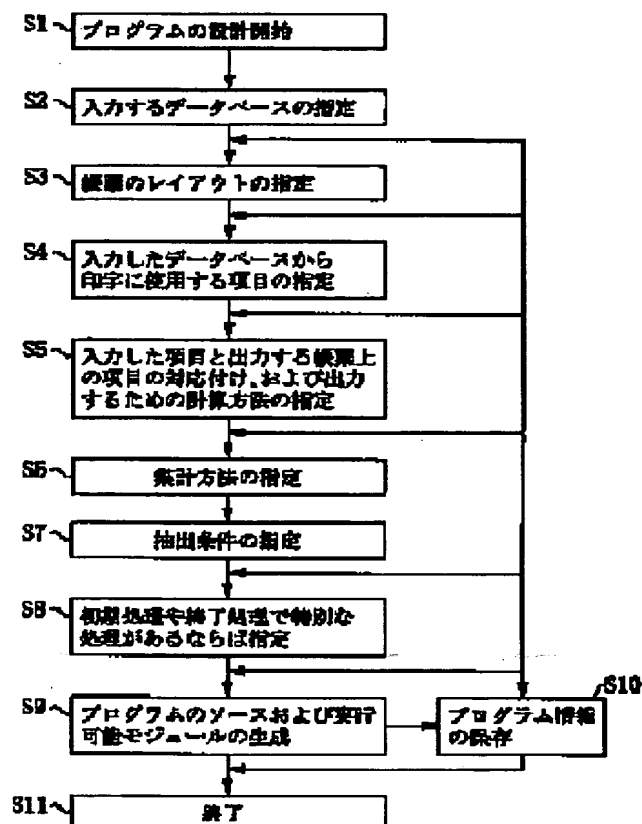 S1 プログラムの設計開始
S2 入力するデータベースの指定
S3 帳票のレイアウトの指定
S4 入力したデータベースから
印字に使用する項目の指定
S5 入力した項目と出力する帳票上
の項目の対応付け、および出力
するための計算方法の指定
S6 集計方法の指定
S7 抽出条件の指定
S8 初期処理や終了処理で特別な
処理があるならば指定
S9 プログラムのソースおよび実行
可能モジュールの生成
S10
プログラム情報
の保存
S11 終了